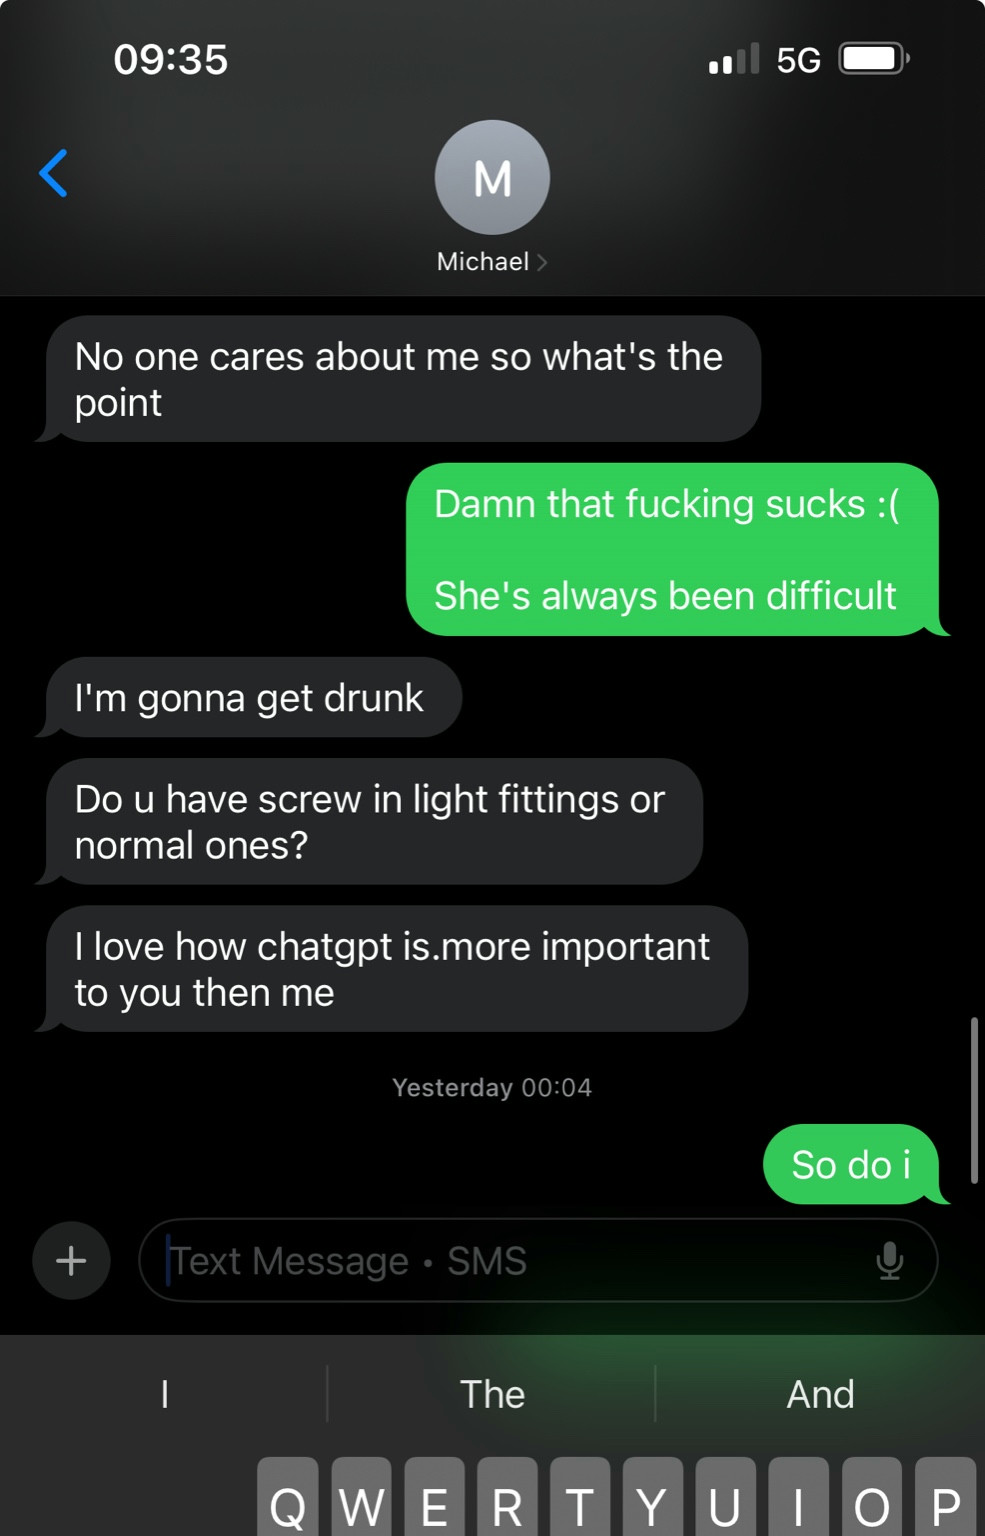 09:35
5G
M
Michael
No one cares about me so what's the
point
Damn that fucking sucks :(
She's always been difficult
I'm gonna get drunk
Do u have screw in light fittings or
normal ones?
I love how chatgpt is.more important
to you then me
Yesterday 00:04
So do i
Text Message • SMS
I The And
Q W E R T Y U I O P